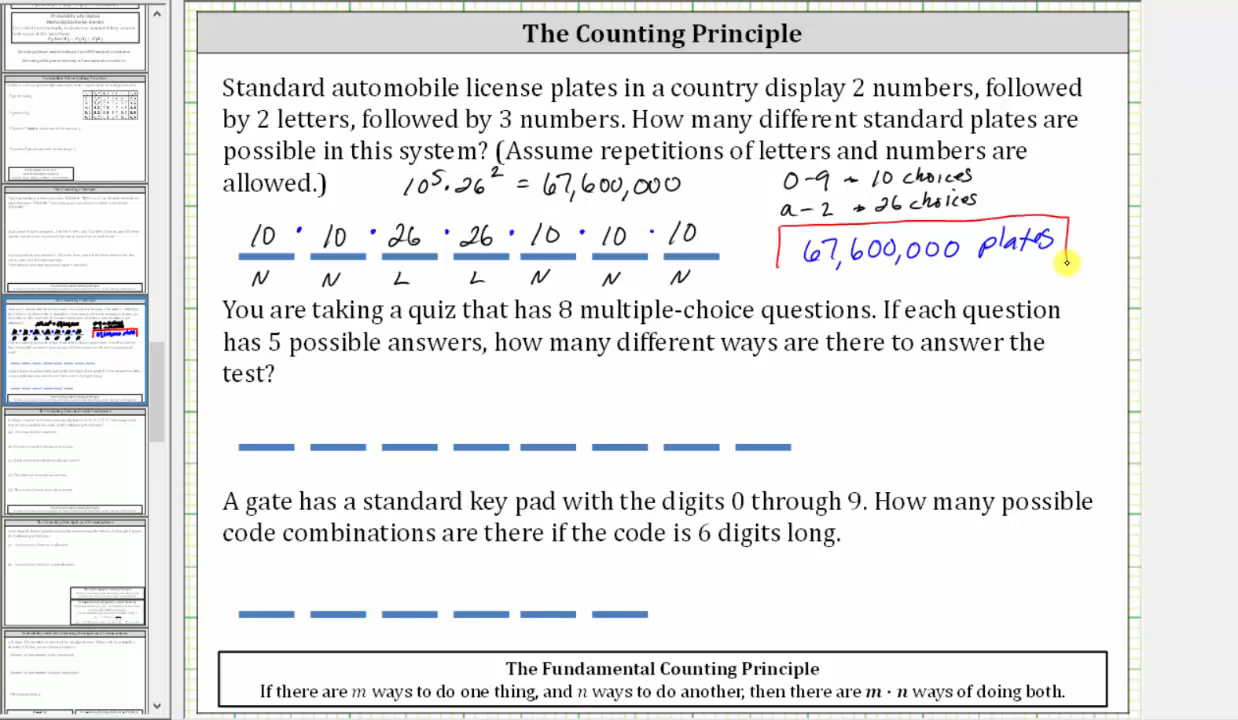 The Counting Principle
Standard automobile license plates in a country display 2 numbers, followed
by 2 letters, followed by 3 numbers. How many different standard plates are
possible in this system? (Assume repetitions of letters and numbers are
allowed.) 10⁵·26² = 67,600,000
0-9 → 10 choices
a-z → 26 choices
10 · 10 · 26 · 26 · 10 · 10 · 10
67,600,000 plates
N N L L N N N
You are taking a quiz that has 8 multiple-choice questions. If each question
has 5 possible answers, how many different ways are there to answer the
test?
A gate has a standard key pad with the digits 0 through 9. How many possible
code combinations are there if the code is 6 digits long.
The Fundamental Counting Principle
If there are m ways to do one thing, and n ways to do another, then there are m · n ways of doing both.